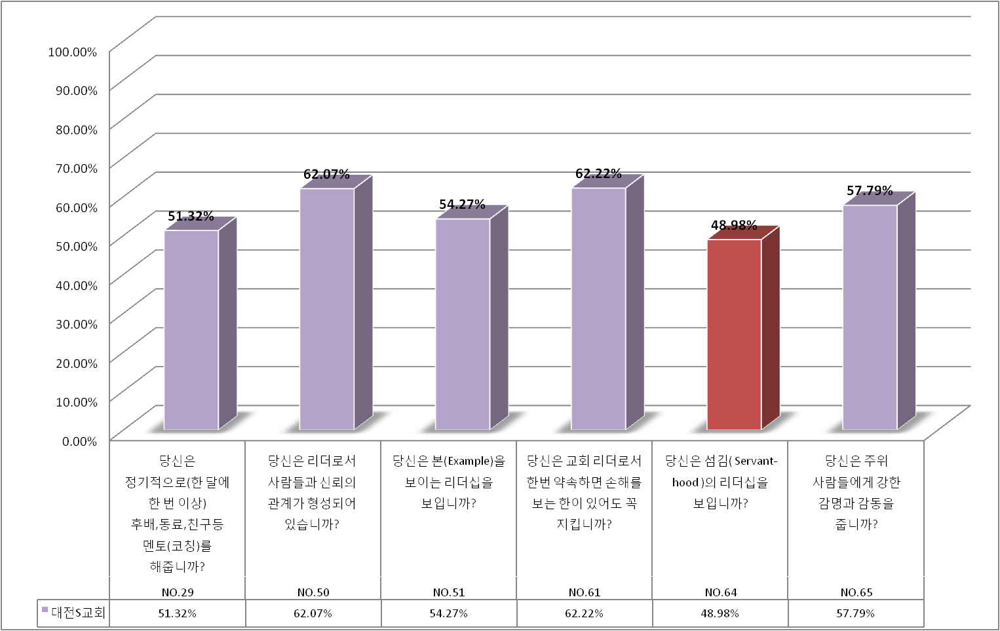 100.00%
90.00%
80.00%
70.00%
60.00%
50.00%
40.00%
30.00%
20.00%
10.00%
0.00%
51.32%
62.07%
54.27%
62.22%
48.98%
57.79%
당신은
정기적으로(한 달에
한 번 이상)
후배,동료,친구등
멘토(코칭)를
해줍니까?
NO.29
당신은 리더로서
사람들과 신뢰의
관계가 형성되어
있습니까?
NO.50
당신은 본(Example)을
보이는 리더십을
보입니까?
NO.51
당신은 교회 리더로서
한번 약속하면 손해를
보는 한이 있어도 꼭
지킵니까?
NO.61
당신은 섬김( Servant-
hood )의 리더십을
보입니까?
NO.64
당신은 주위
사람들에게 강한
감명과 감동을
줍니까?
NO.65
대전S교회 51.32% 62.07% 54.27% 62.22% 48.98% 57.79%